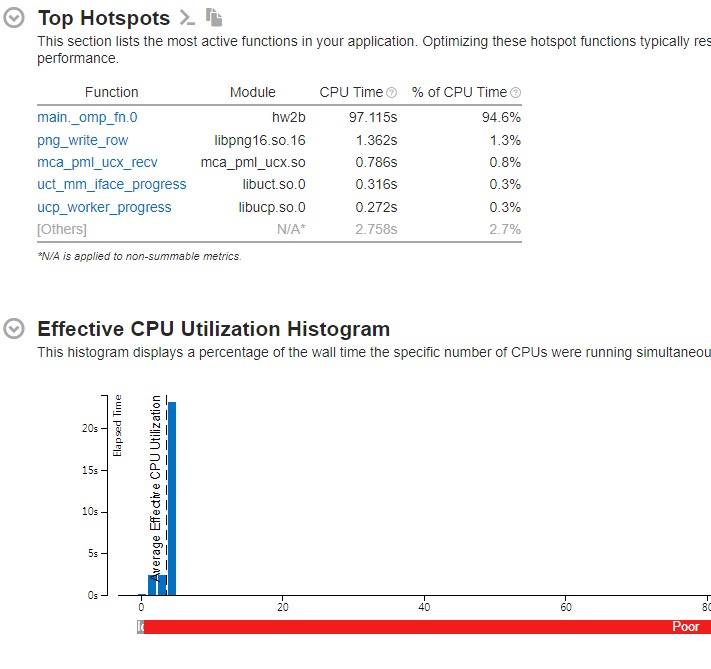 Top Hotspots
This section lists the most active functions in your application. Optimizing these hotspot functions typically res
performance.
Function Module CPU Time % of CPU Time
main._omp_fn.0 hw2b 97.115s 94.6%
png_write_row libpng16.so.16 1.362s 1.3%
mca_pml_ucx_recv mca_pml_ucx.so 0.786s 0.8%
uct_mm_iface_progress libuct.so.0 0.316s 0.3%
ucp_worker_progress libucp.so.0 0.272s 0.3%
[Others] N/A* 2.758s 2.7%
*N/A is applied to non-summable metrics.
Effective CPU Utilization Histogram
This histogram displays a percentage of the wall time the specific number of CPUs were running simultaneou
Elapsed Time
Average Effective CPU Utilization
20s
15s
10s
5s
0s
0 20 40 60 80
Poor